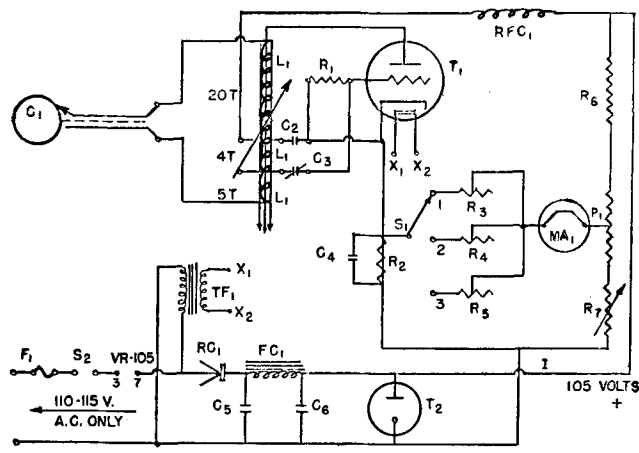 RFC1
L1
R1
T1
C1
20T
C2
R6
4T
L1
C3
X1 X2
5T
L1
S1
1
R3
P1
MA1
C4
R2
2
R4
X1
TF1
X2
3
R5
R7
F1
S2
VR-105
3 7
RC1
FC1
I
105 VOLTS
+
110-115 V.
A.C. ONLY
C5
C6
T2